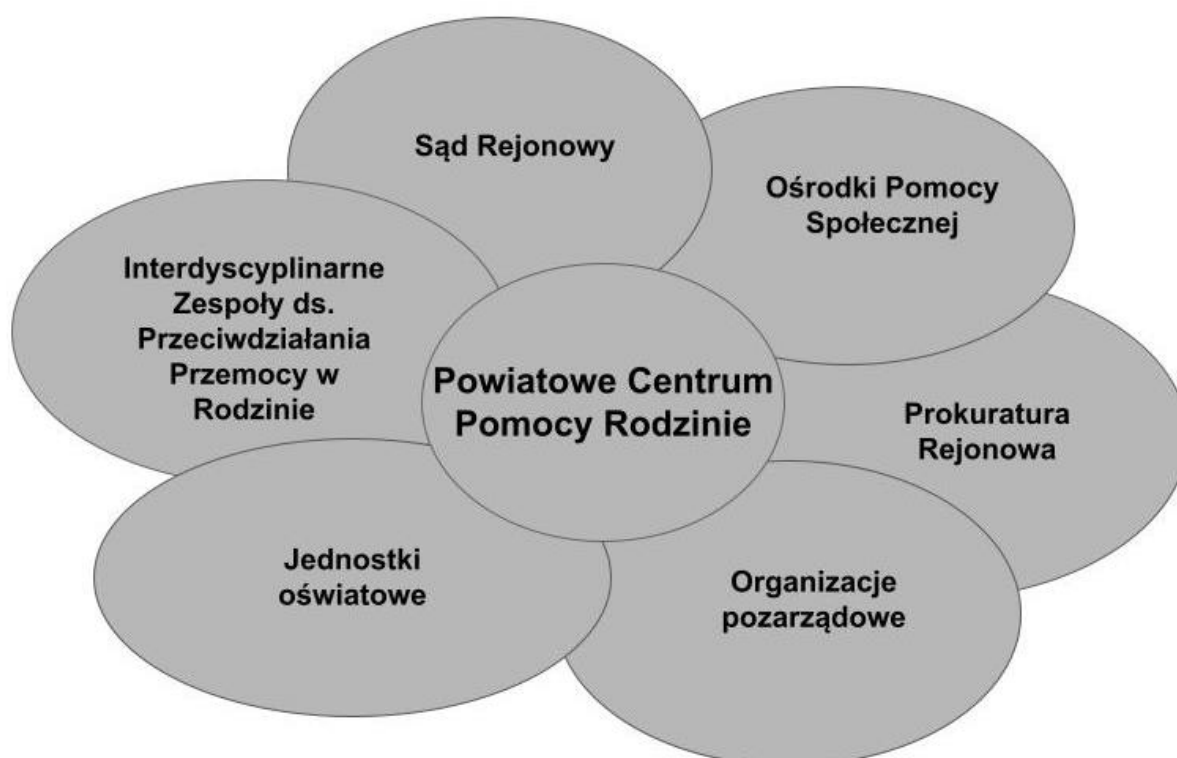 Sąd Rejonowy
Ośrodki Pomocy
Społecznej
Interdyscyplinarne
Zespoły ds.
Przeciwdziałania
Przemocy w
Rodzinie
Powiatowe Centrum
Pomocy Rodzinie
Prokuratura
Rejonowa
Jednostki
oświatowe
Organizacje
pozarządowe